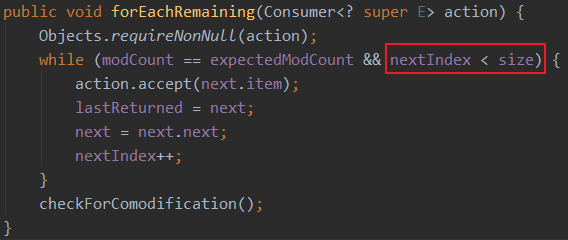 public void forEachRemaining(Consumer<? super E> action) {
    Objects.requireNonNull(action);
    while (modCount == expectedModCount && nextIndex < size) {
        action.accept(next.item);
        lastReturned = next;
        next = next.next;
        nextIndex++;
    }
    checkForComodification();
}